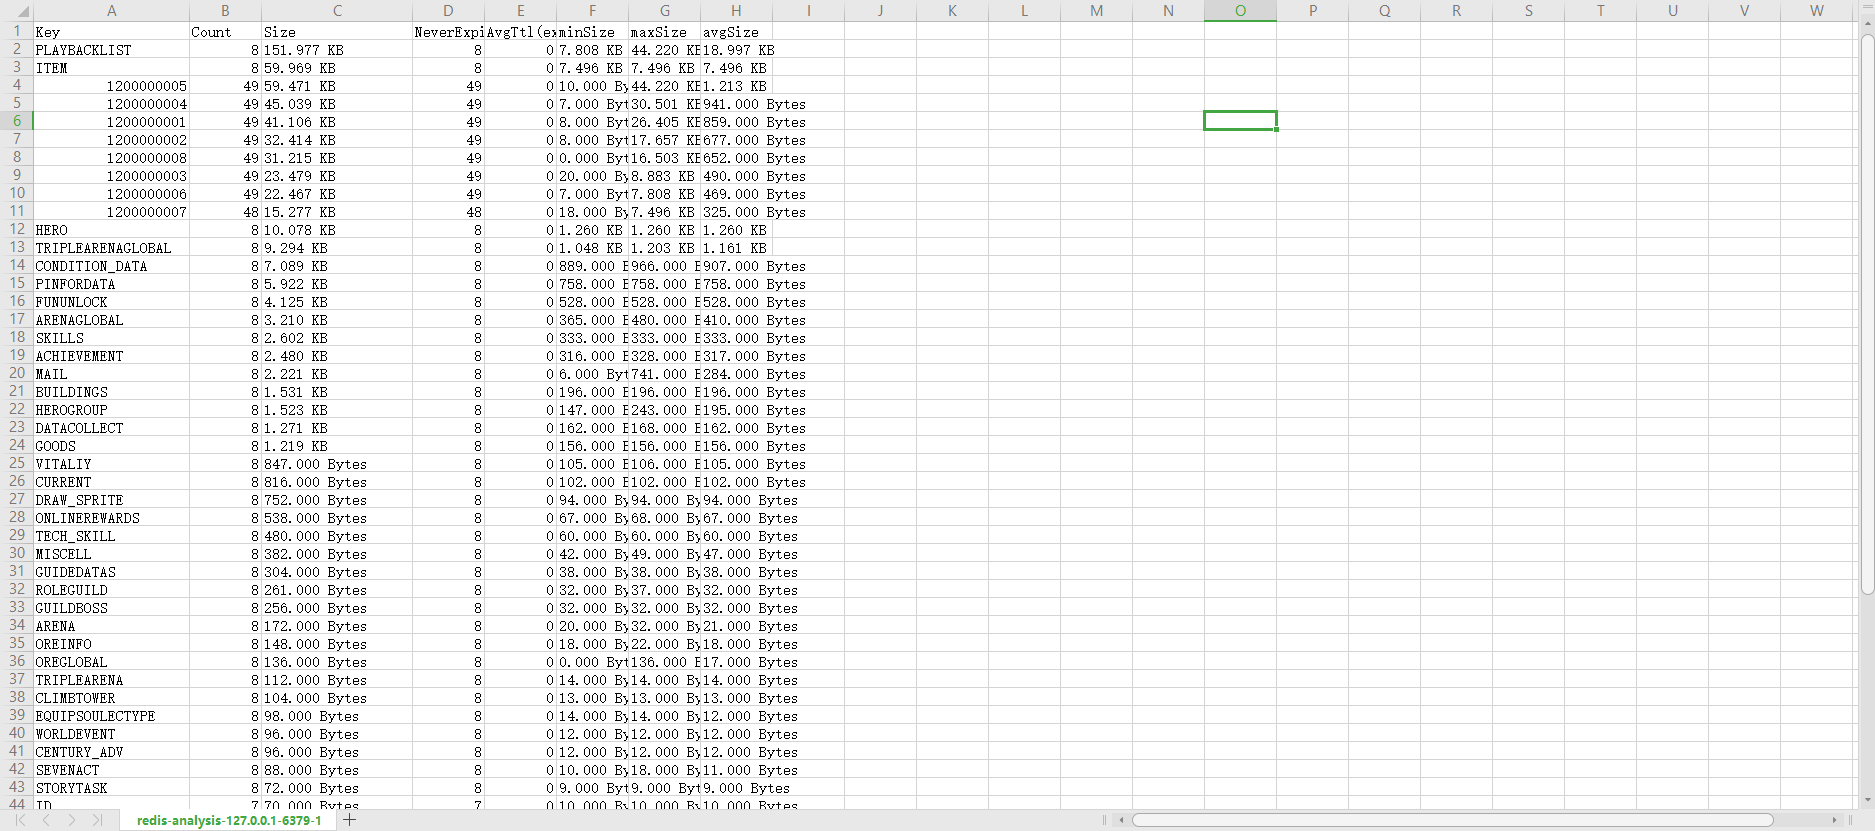 A B C D E F G H I J K L M N O P Q R S T U V W
1 Key Count Size NeverExpi AvgTtl(ex minSize maxSize avgSize
2 PLAYBACKLIST 8 151.977 KB 8 0 7.808 KB 44.220 KB 18.997 KB
3 ITEM 8 59.969 KB 8 0 7.496 KB 7.496 KB 7.496 KB
4 1200000005 49 59.471 KB 49 0 10.000 By 44.220 KB 1.213 KB
5 1200000004 49 45.039 KB 49 0 7.000 Byt 30.501 KB 941.000 Bytes
6 1200000001 49 41.106 KB 49 0 8.000 Byt 26.405 KB 859.000 Bytes
7 1200000002 49 32.414 KB 49 0 8.000 Byt 17.657 KB 677.000 Bytes
8 1200000008 49 31.215 KB 49 0 0.000 Byt 16.503 KB 652.000 Bytes
9 1200000003 49 23.479 KB 49 0 20.000 By 8.883 KB 490.000 Bytes
10 1200000006 49 22.467 KB 49 0 7.000 Byt 7.808 KB 469.000 Bytes
11 1200000007 48 15.277 KB 48 0 18.000 By 7.496 KB 325.000 Bytes
12 HERO 8 10.078 KB 8 0 1.260 KB 1.260 KB 1.260 KB
13 TRIPLEARENAGLOBAL 8 9.294 KB 8 0 1.048 KB 1.203 KB 1.161 KB
14 CONDITION_DATA 8 7.089 KB 8 0 889.000 B 966.000 B 907.000 Bytes
15 PINFORDATA 8 5.922 KB 8 0 758.000 B 758.000 B 758.000 Bytes
16 FUNUNLOCK 8 4.125 KB 8 0 528.000 B 528.000 B 528.000 Bytes
17 ARENAGLOBAL 8 3.210 KB 8 0 365.000 B 480.000 B 410.000 Bytes
18 SKILLS 8 2.602 KB 8 0 333.000 B 333.000 B 333.000 Bytes
19 ACHIEVEMENT 8 2.480 KB 8 0 316.000 B 328.000 B 317.000 Bytes
20 MAIL 8 2.221 KB 8 0 6.000 Byt 741.000 B 284.000 Bytes
21 BUILDINGS 8 1.531 KB 8 0 196.000 B 196.000 B 196.000 Bytes
22 HEROGROUP 8 1.523 KB 8 0 147.000 B 243.000 B 195.000 Bytes
23 DATACOLLECT 8 1.271 KB 8 0 162.000 B 168.000 B 162.000 Bytes
24 GOODS 8 1.219 KB 8 0 156.000 B 156.000 B 156.000 Bytes
25 VITALIY 8 847.000 Bytes 8 0 105.000 B 106.000 B 105.000 Bytes
26 CURRENT 8 816.000 Bytes 8 0 102.000 B 102.000 B 102.000 Bytes
27 DRAW_SPRITE 8 752.000 Bytes 8 0 94.000 By 94.000 By 94.000 Bytes
28 ONLINEREWARDS 8 538.000 Bytes 8 0 67.000 By 68.000 By 67.000 Bytes
29 TECH_SKILL 8 480.000 Bytes 8 0 60.000 By 60.000 By 60.000 Bytes
30 MISCELL 8 382.000 Bytes 8 0 42.000 By 49.000 By 47.000 Bytes
31 GUIDEDATAS 8 304.000 Bytes 8 0 38.000 By 38.000 By 38.000 Bytes
32 ROLEGUILD 8 261.000 Bytes 8 0 32.000 By 37.000 By 32.000 Bytes
33 GUILDBOSS 8 256.000 Bytes 8 0 32.000 By 32.000 By 32.000 Bytes
34 ARENA 8 172.000 Bytes 8 0 20.000 By 32.000 By 21.000 Bytes
35 OREINFO 8 148.000 Bytes 8 0 18.000 By 22.000 By 18.000 Bytes
36 OREGLOBAL 8 136.000 Bytes 8 0 0.000 Byt 136.000 B 17.000 Bytes
37 TRIPLEARENA 8 112.000 Bytes 8 0 14.000 By 14.000 By 14.000 Bytes
38 CLIMBTOWER 8 104.000 Bytes 8 0 13.000 By 13.000 By 13.000 Bytes
39 EQUIPSOULECTYPE 8 98.000 Bytes 8 0 14.000 By 14.000 By 12.000 Bytes
40 WORLDEVENT 8 96.000 Bytes 8 0 12.000 By 12.000 By 12.000 Bytes
41 CENTURY_ADV 8 96.000 Bytes 8 0 12.000 By 12.000 By 12.000 Bytes
42 SEVENACT 8 88.000 Bytes 8 0 10.000 By 18.000 By 11.000 Bytes
43 STORYTASK 8 72.000 Bytes 8 0 9.000 Byt 9.000 Byt 9.000 Bytes
44 ID 7 70.000 Bytes 7 0 10.000 By 10.000 By 10.000 Bytes
redis-analysis-127.0.0.1-6379-1